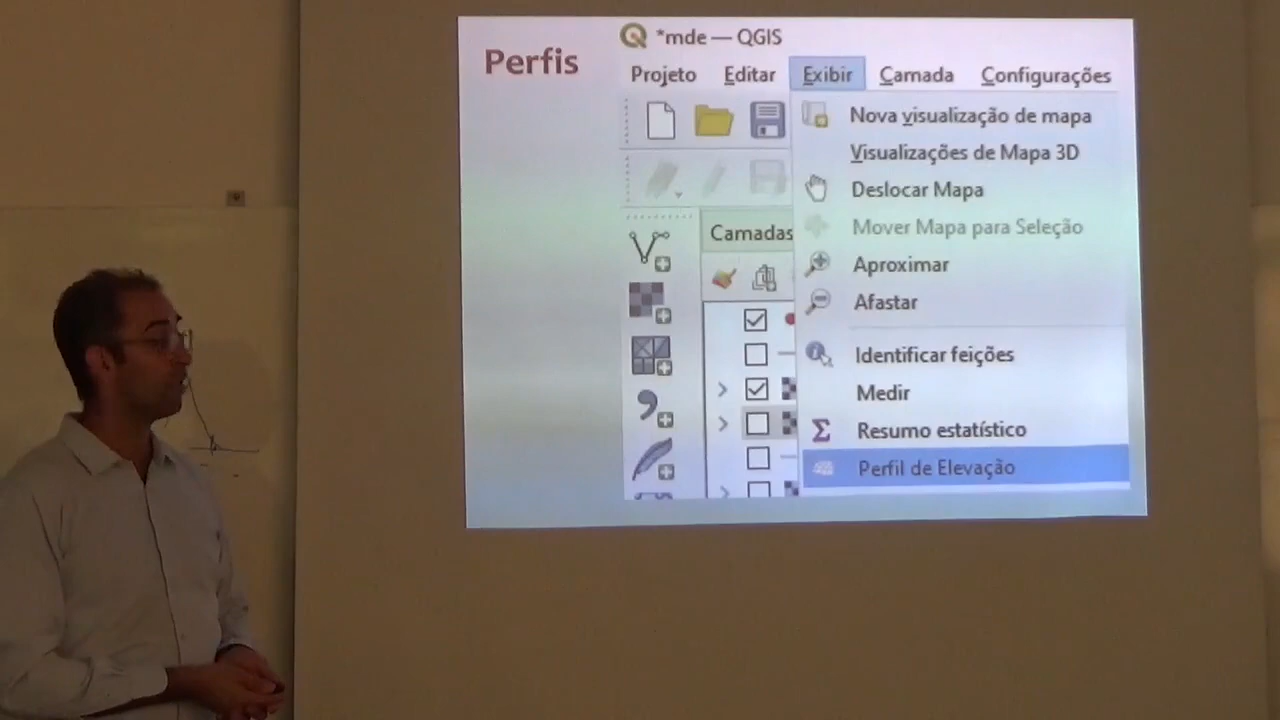 Perfis
*mde — QGIS
Projeto Editar Exibir Camada Configurações
Nova visualização de mapa
Visualizações de Mapa 3D
Deslocar Mapa
Mover Mapa para Seleção
Camadas
Aproximar
Afastar
Identificar feições
Medir
Resumo estatístico
Perfil de Elevação